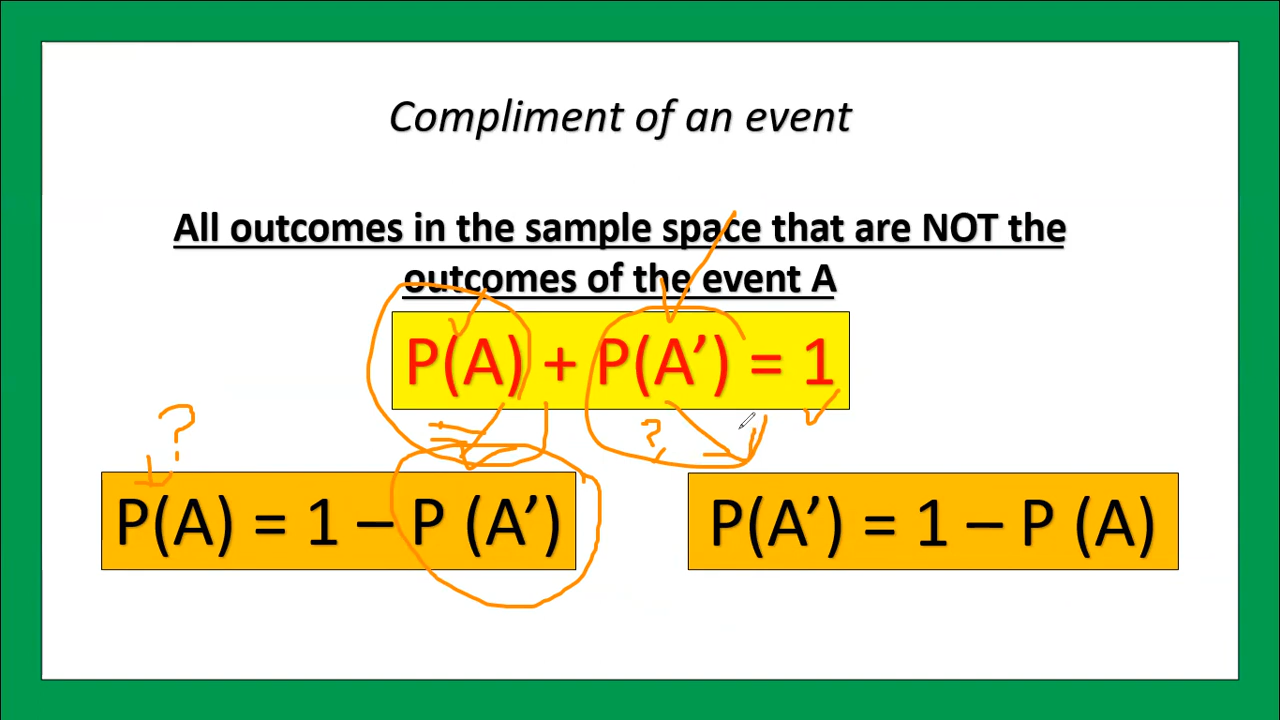 Compliment of an event
All outcomes in the sample space that are NOT the
outcomes of the event A
P(A) + P(A’) = 1
?
?
P(A) = 1 – P (A’)
P(A’) = 1 – P (A)